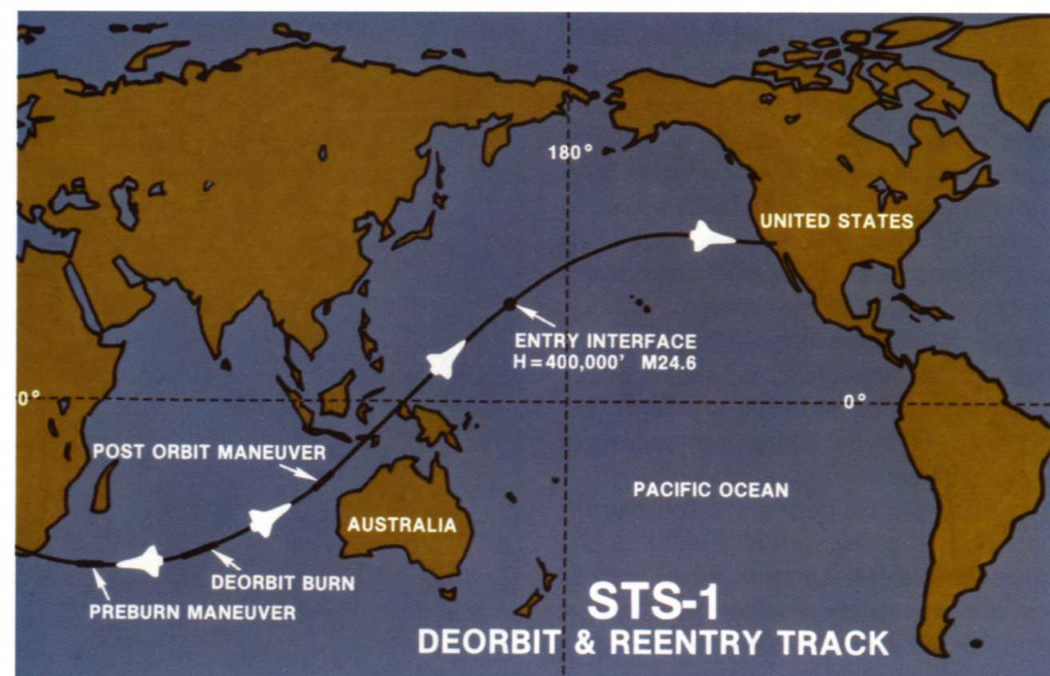 180°
UNITED STATES
ENTRY INTERFACE
H=400,000' M24.6
0°
0°
POST ORBIT MANEUVER
PACIFIC OCEAN
AUSTRALIA
DEORBIT BURN
PREBURN MANEUVER
STS-1
DEORBIT & REENTRY TRACK